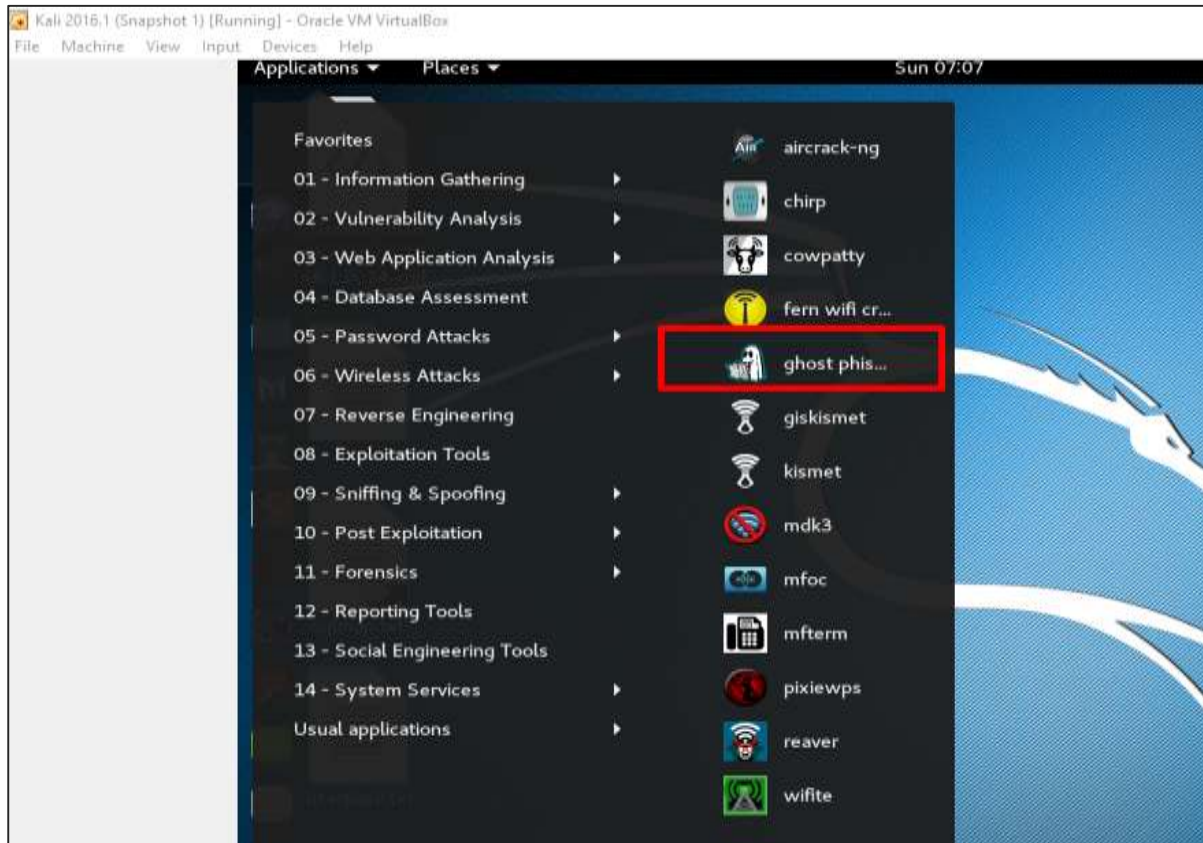 Kali 2016.1 (Snapshot 1) [Running] - Oracle VM VirtualBox
File Machine View Input Devices Help
Applications Places Sun 07:07
Favorites
01 - Information Gathering
02 - Vulnerability Analysis
03 - Web Application Analysis
04 - Database Assessment
05 - Password Attacks
06 - Wireless Attacks
07 - Reverse Engineering
08 - Exploitation Tools
09 - Sniffing & Spoofing
10 - Post Exploitation
11 - Forensics
12 - Reporting Tools
13 - Social Engineering Tools
14 - System Services
Usual applications
aircrack-ng
chirp
cowpatty
fern wifi cr...
ghost phis...
giskismet
kismet
mdk3
mfoc
mfterm
pixiewps
reaver
wifite